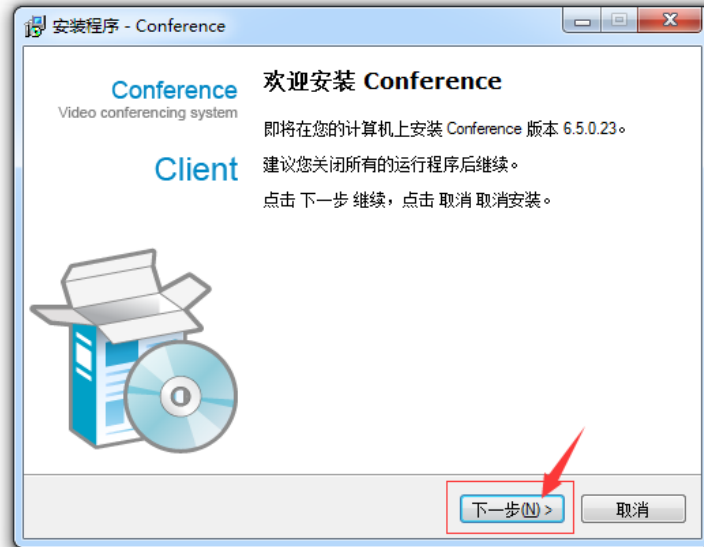 安装程序 - Conference
Conference
Video conferencing system
Client
欢迎安装 Conference
即将在您的计算机上安装 Conference 版本 6.5.0.23。
建议您关闭所有的运行程序后继续。
点击 下一步 继续，点击 取消 取消安装。
下一步(N) >
取消